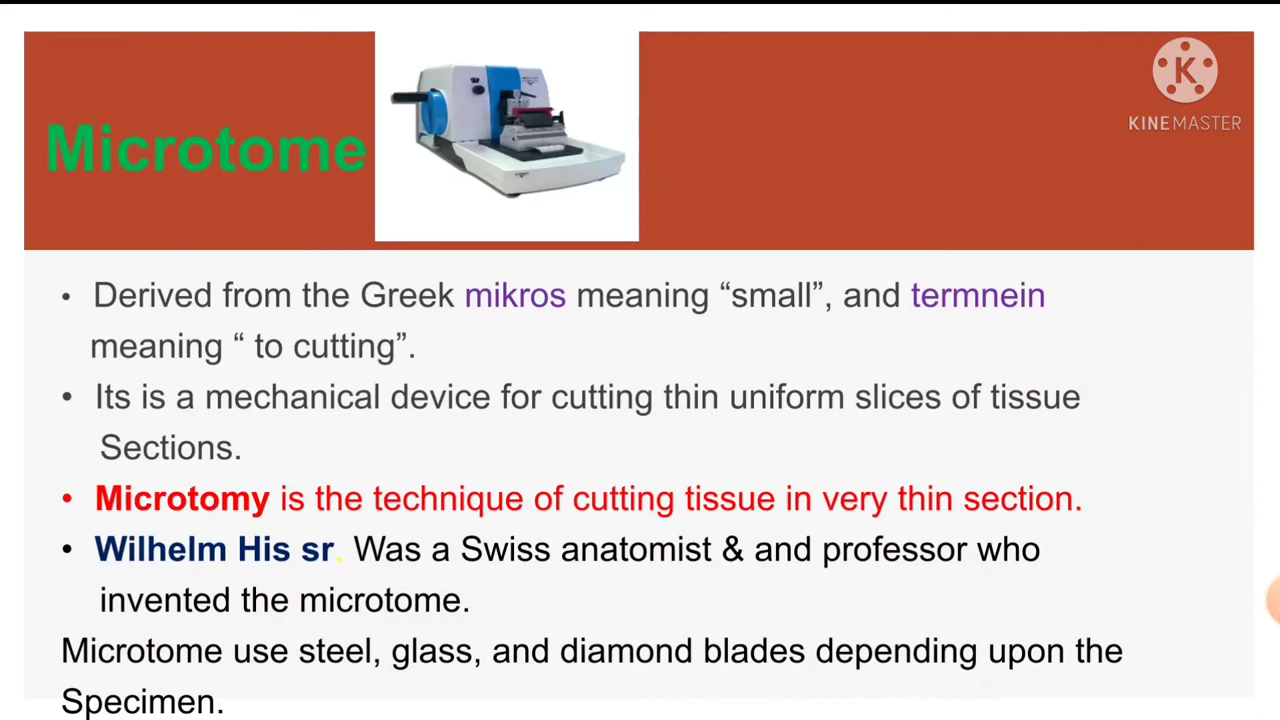 KINEMASTER
Microtome
• Derived from the Greek mikros meaning “small”, and termnein
meaning “ to cutting”.
• Its is a mechanical device for cutting thin uniform slices of tissue
Sections.
• Microtomy is the technique of cutting tissue in very thin section.
• Wilhelm His sr. Was a Swiss anatomist & and professor who
invented the microtome.
Microtome use steel, glass, and diamond blades depending upon the
Specimen.